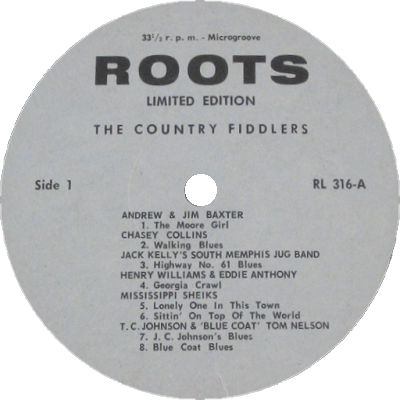 33⅓ r. p. m. - Microgroove
ROOTS
LIMITED EDITION
THE COUNTRY FIDDLERS
Side 1
RL 316-A
ANDREW & JIM BAXTER
1. The Moore Girl
CHASEY COLLINS
2. Walking Blues
JACK KELLY'S SOUTH MEMPHIS JUG BAND
3. Highway No. 61 Blues
HENRY WILLIAMS & EDDIE ANTHONY
4. Georgia Crawl
MISSISSIPPI SHEIKS
5. Lonely One In This Town
6. Sittin' On Top Of The World
T. C. JOHNSON & 'BLUE COAT' TOM NELSON
7. J. C. Johnson's Blues
8. Blue Coat Blues